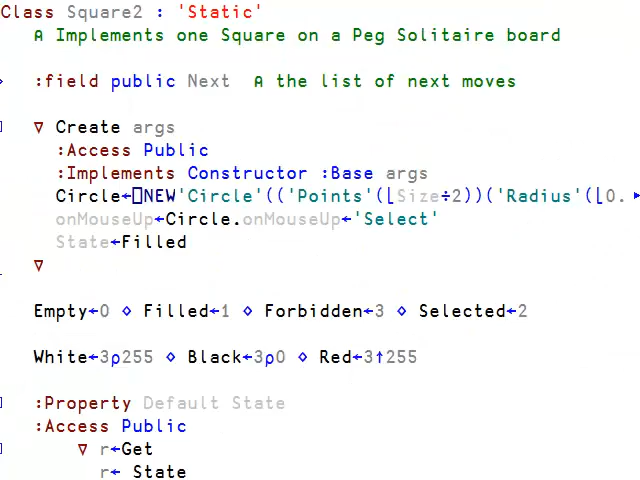 Class Square2 : 'Static'
⍝ Implements one Square on a Peg Solitaire board
:field public Next ⍝ the list of next moves
∇ Create args
:Access Public
:Implements Constructor :Base args
Circle←⎕NEW'Circle'(('Points'(⌊Size÷2))('Radius'(⌊0.
onMouseUp←Circle.onMouseUp←'Select'
State←Filled
∇
Empty←0 ⋄ Filled←1 ⋄ Forbidden←3 ⋄ Selected←2
White←3⍴255 ⋄ Black←3⍴0 ⋄ Red←3↑255
:Property Default State
:Access Public
∇ r←Get
r← State